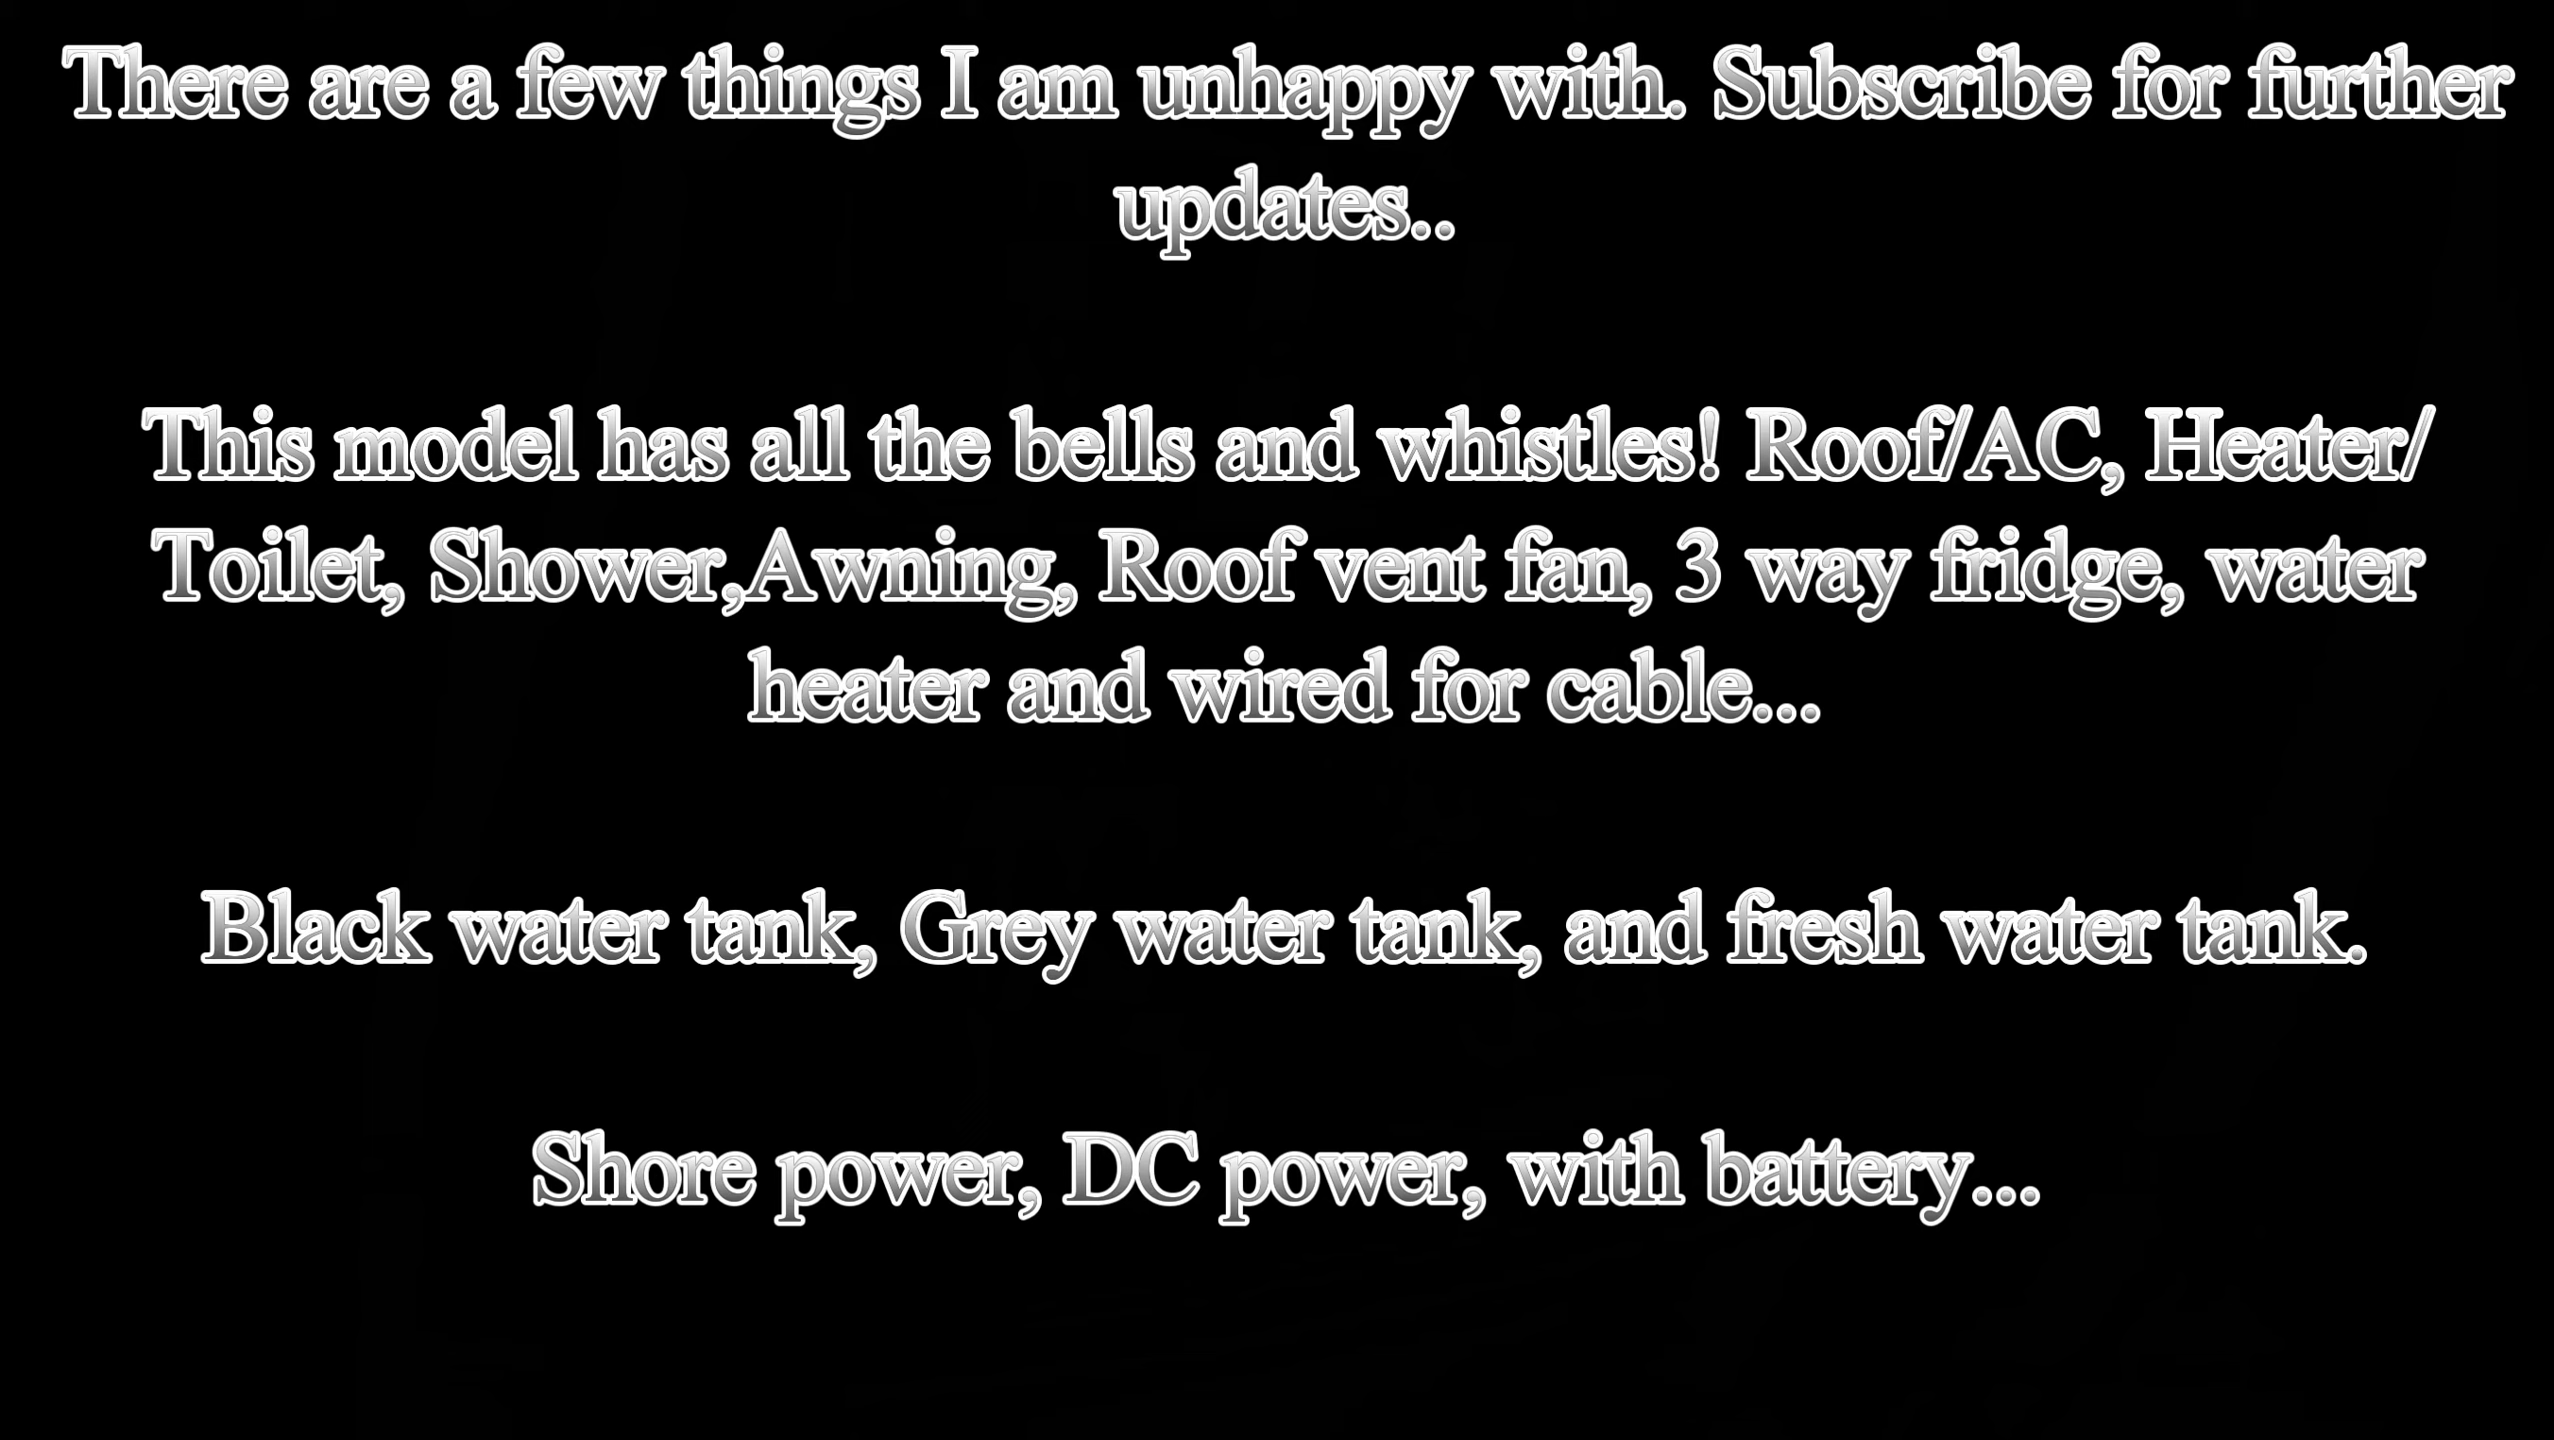 There are a few things I am unhappy with. Subscribe for further
updates..
This model has all the bells and whistles! Roof/AC, Heater/
Toilet, Shower,Awning, Roof vent fan, 3 way fridge, water
heater and wired for cable...
Black water tank, Grey water tank, and fresh water tank.
Shore power, DC power, with battery...